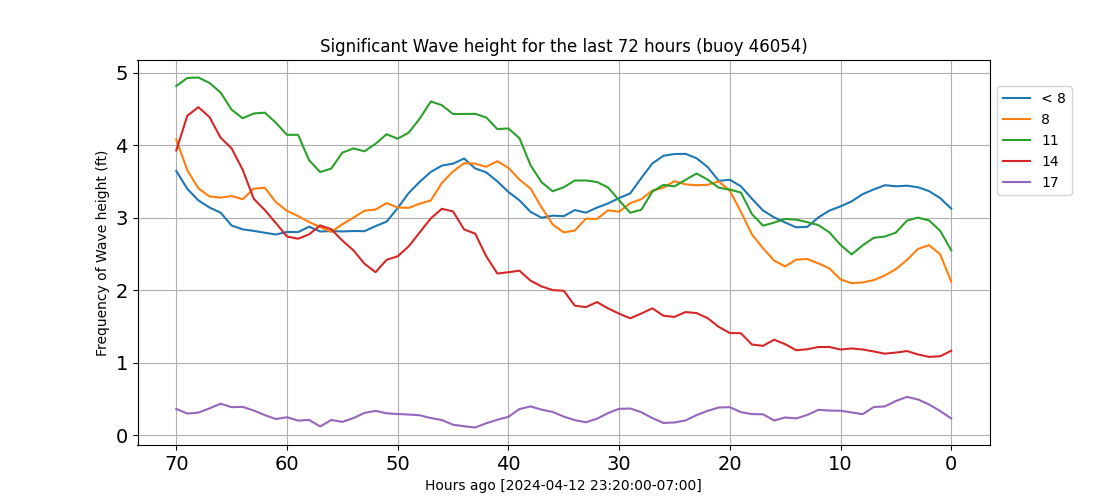 Significant Wave height for the last 72 hours (buoy 46054)
Frequency of Wave height (ft)
5
4
3
2
1
0
70 60 50 40 30 20 10 0
Hours ago [2024-04-12 23:20:00-07:00]
< 8
8
11
14
17